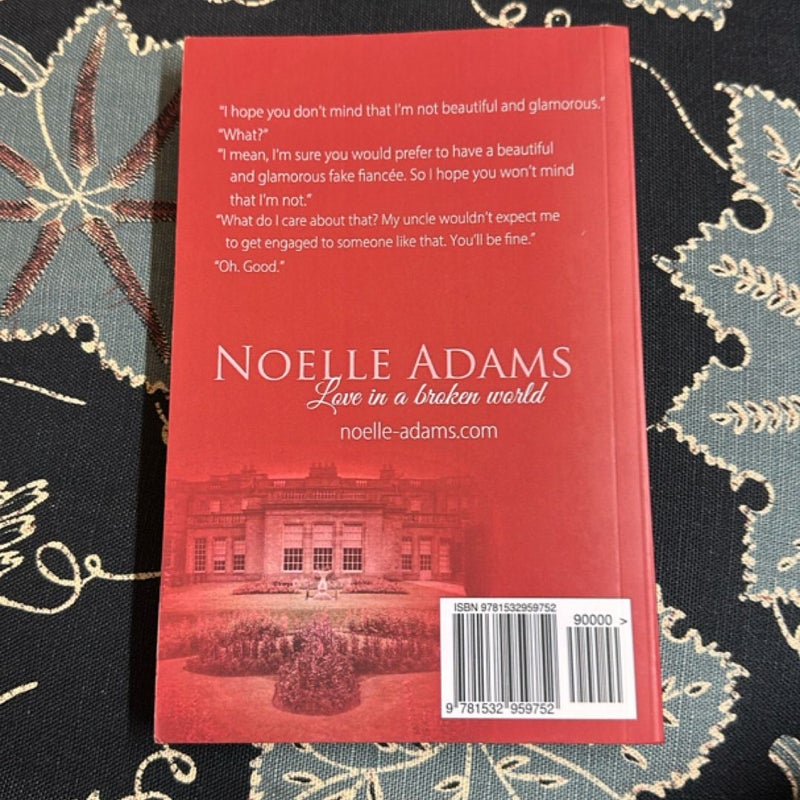 “I hope you don’t mind that I’m not beautiful and glamorous.”
“What?”
“I mean, I’m sure you would prefer to have a beautiful
and glamorous fake fiancée. So I hope you won’t mind
that I’m not.”
“What do I care about that? My uncle wouldn’t expect me
to get engaged to someone like that. You’ll be fine.”
“Oh. Good.”
NOELLE ADAMS
Love in a broken world
noelle-adams.com
ISBN 9781532959752
90000 >
9 781532 959752